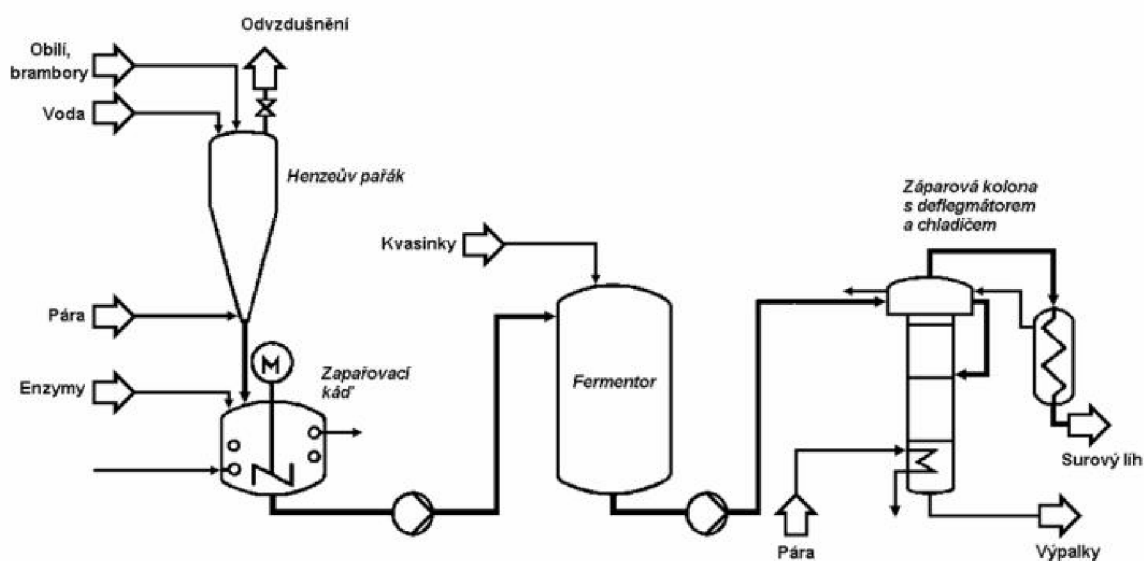 Odvzdušnění
Obilí,
brambory
Voda
Henzeův pařák
Záparová kolona
s deflegmátorem
a chladičem
Kvasinky
Pára
M
Zapařovací
káď
Enzymy
Fermentor
Surový líh
Pára
Výpalky